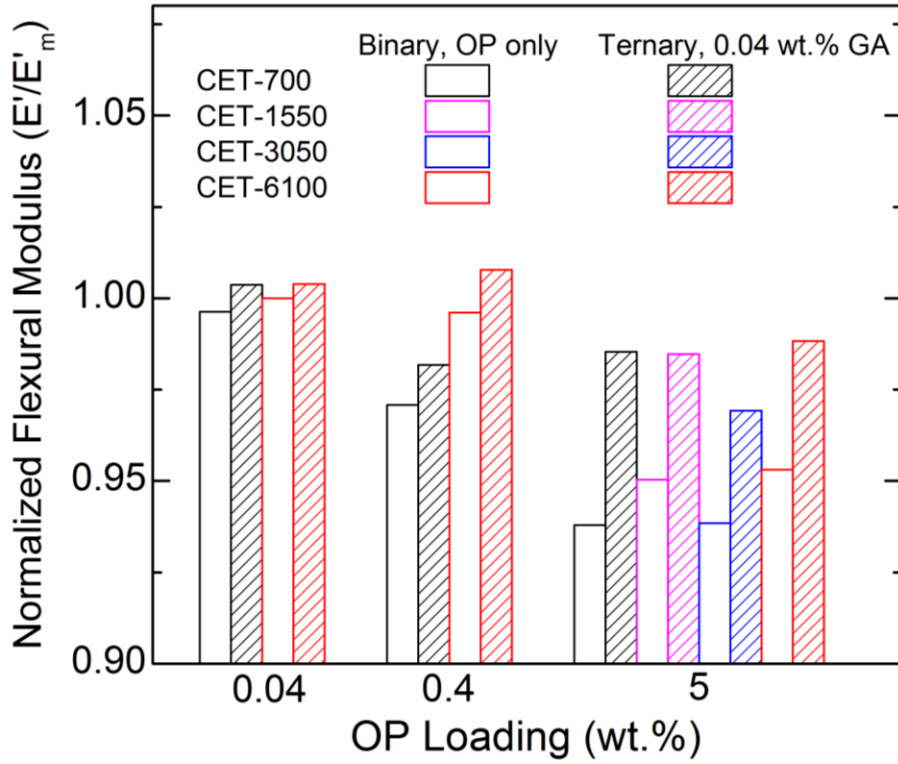 Normalized Flexural Modulus (E'/E'm)
Binary, OP only
Ternary, 0.04 wt.% GA
CET-700
CET-1550
CET-3050
CET-6100
1.05
1.00
0.95
0.90
0.04
0.4
5
OP Loading (wt.%)